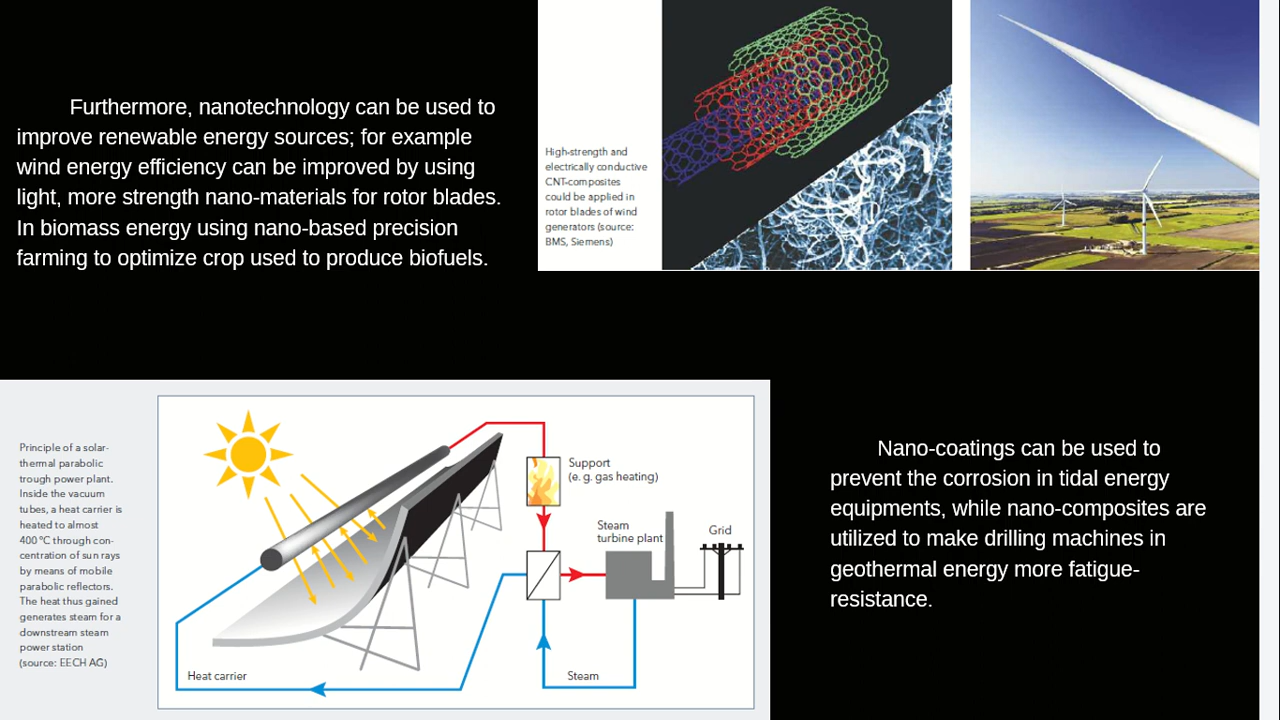 Furthermore, nanotechnology can be used to
improve renewable energy sources; for example
wind energy efficiency can be improved by using
light, more strength nano-materials for rotor blades.
In biomass energy using nano-based precision
farming to optimize crop used to produce biofuels.
High-strength and
electrically conductive
CNT-composites
could be applied in
rotor blades of wind
generators (source:
BMS, Siemens)
Principle of a solar-
thermal parabolic
trough power plant.
Inside the vacuum
tubes, a heat carrier is
heated to almost
400 °C through con-
centration of sun rays
by means of mobile
parabolic reflectors.
The heat thus gained
generates steam for a
downstream steam
power station
(source: EECH AG)
Support
(e. g. gas heating)
Steam
turbine plant
Grid
Heat carrier
Steam
Nano-coatings can be used to
prevent the corrosion in tidal energy
equipments, while nano-composites are
utilized to make drilling machines in
geothermal energy more fatigue-
resistance.